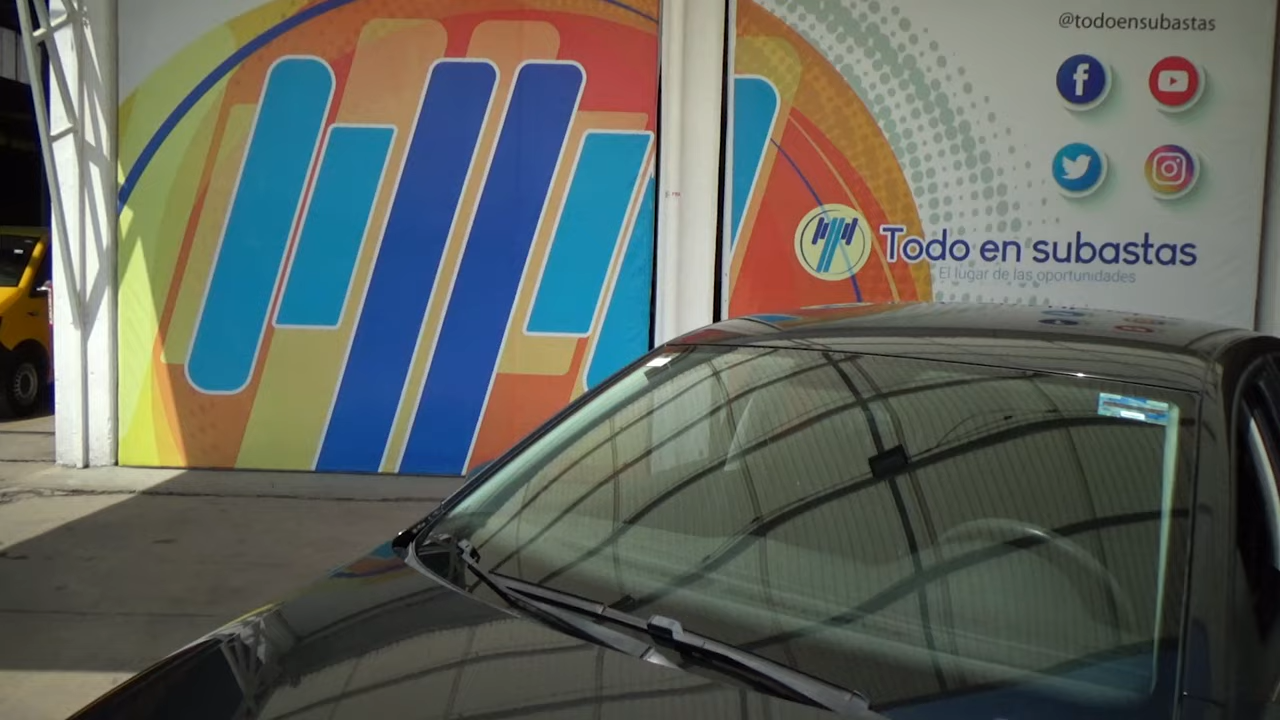 @todoensubastas
Todo en subastas
El lugar de las oportunidades